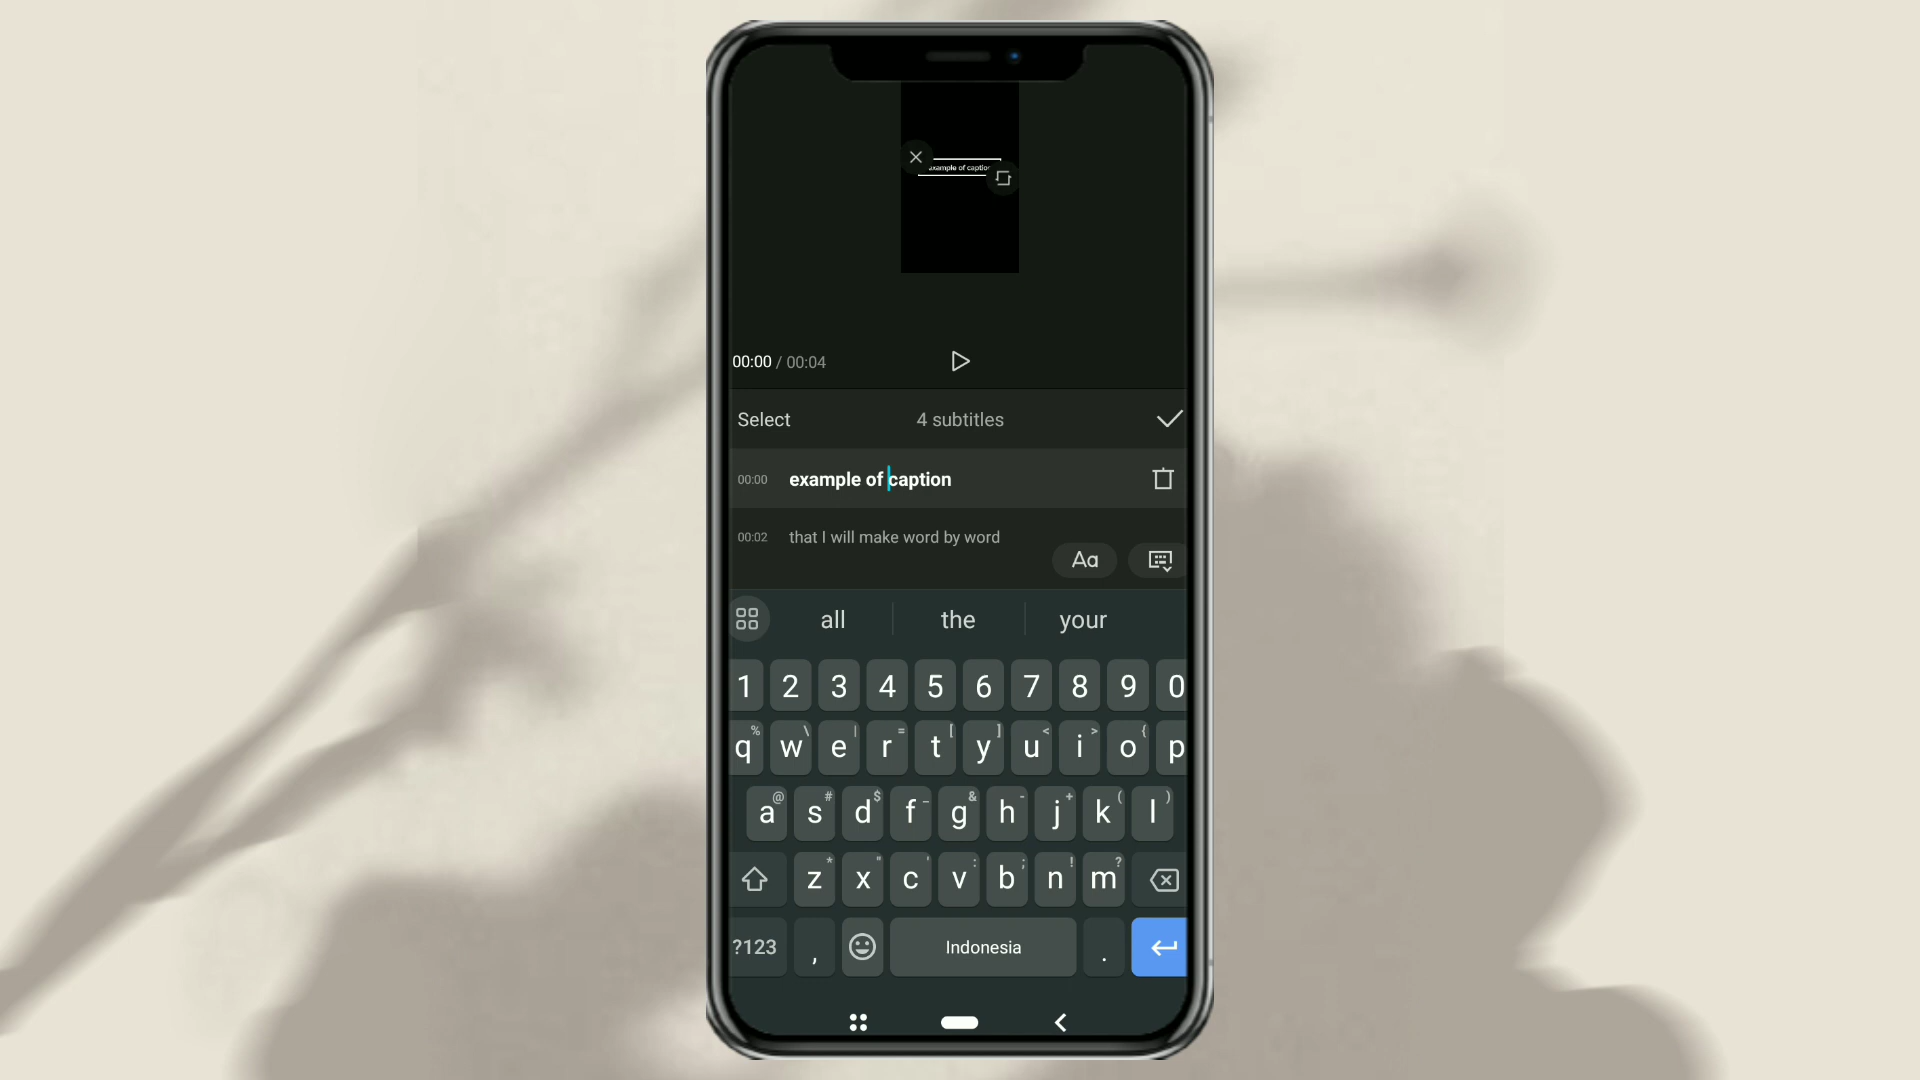 example of caption
00:00 / 00:04
Select 4 subtitles
00:00 example of caption
00:02 that I will make word by word
Aa
all the your
1 2 3 4 5 6 7 8 9 0
% \ | = [ ] < > {
q w e r t y u i o p
@ # $ _ & - + ( )
a s d f g h j k l
* " ' : ; ! ?
z x c v b n m
?123 , Indonesia .